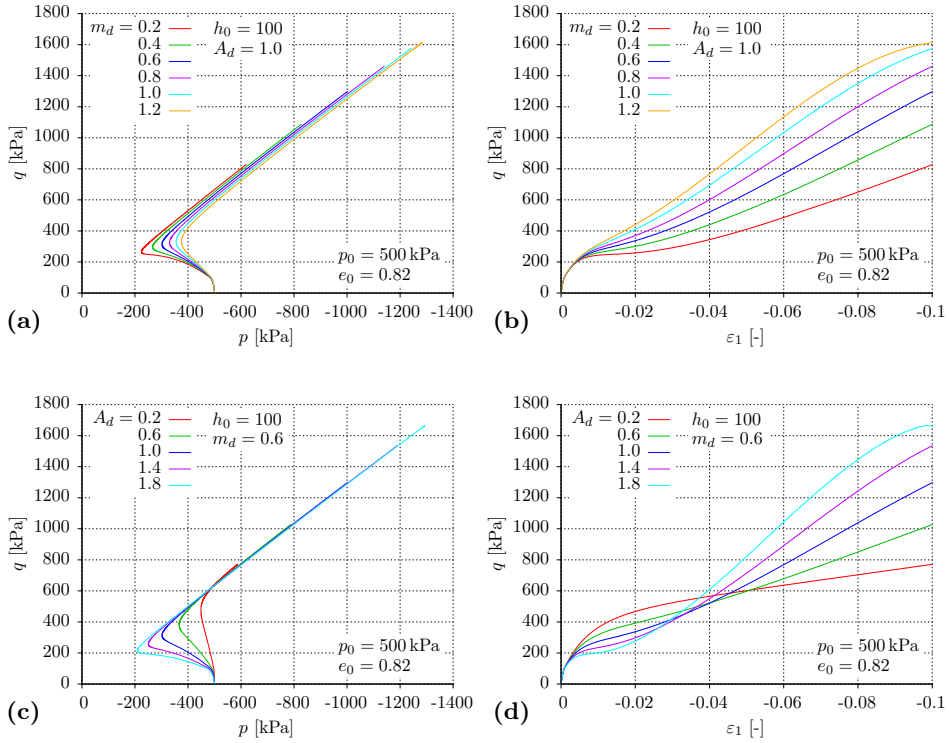 1800
1600
1400
1200
1000
800
600
400
200
0
q [kPa]
m_d = 0.2
0.4
0.6
0.8
1.0
1.2
h_0 = 100
A_d = 1.0
p_0 = 500 kPa
e_0 = 0.82
0 -200 -400 -600 -800 -1000 -1200 -1400
p [kPa]
(a)
1800
1600
1400
1200
1000
800
600
400
200
0
q [kPa]
m_d = 0.2
0.4
0.6
0.8
1.0
1.2
h_0 = 100
A_d = 1.0
p_0 = 500 kPa
e_0 = 0.82
0 -0.02 -0.04 -0.06 -0.08 -0.1
ε_1 [-]
(b)
1800
1600
1400
1200
1000
800
600
400
200
0
q [kPa]
A_d = 0.2
0.6
1.0
1.4
1.8
h_0 = 100
m_d = 0.6
p_0 = 500 kPa
e_0 = 0.82
0 -200 -400 -600 -800 -1000 -1200 -1400
p [kPa]
(c)
1800
1600
1400
1200
1000
800
600
400
200
0
q [kPa]
A_d = 0.2
0.6
1.0
1.4
1.8
h_0 = 100
m_d = 0.6
p_0 = 500 kPa
e_0 = 0.82
0 -0.02 -0.04 -0.06 -0.08 -0.1
ε_1 [-]
(d)